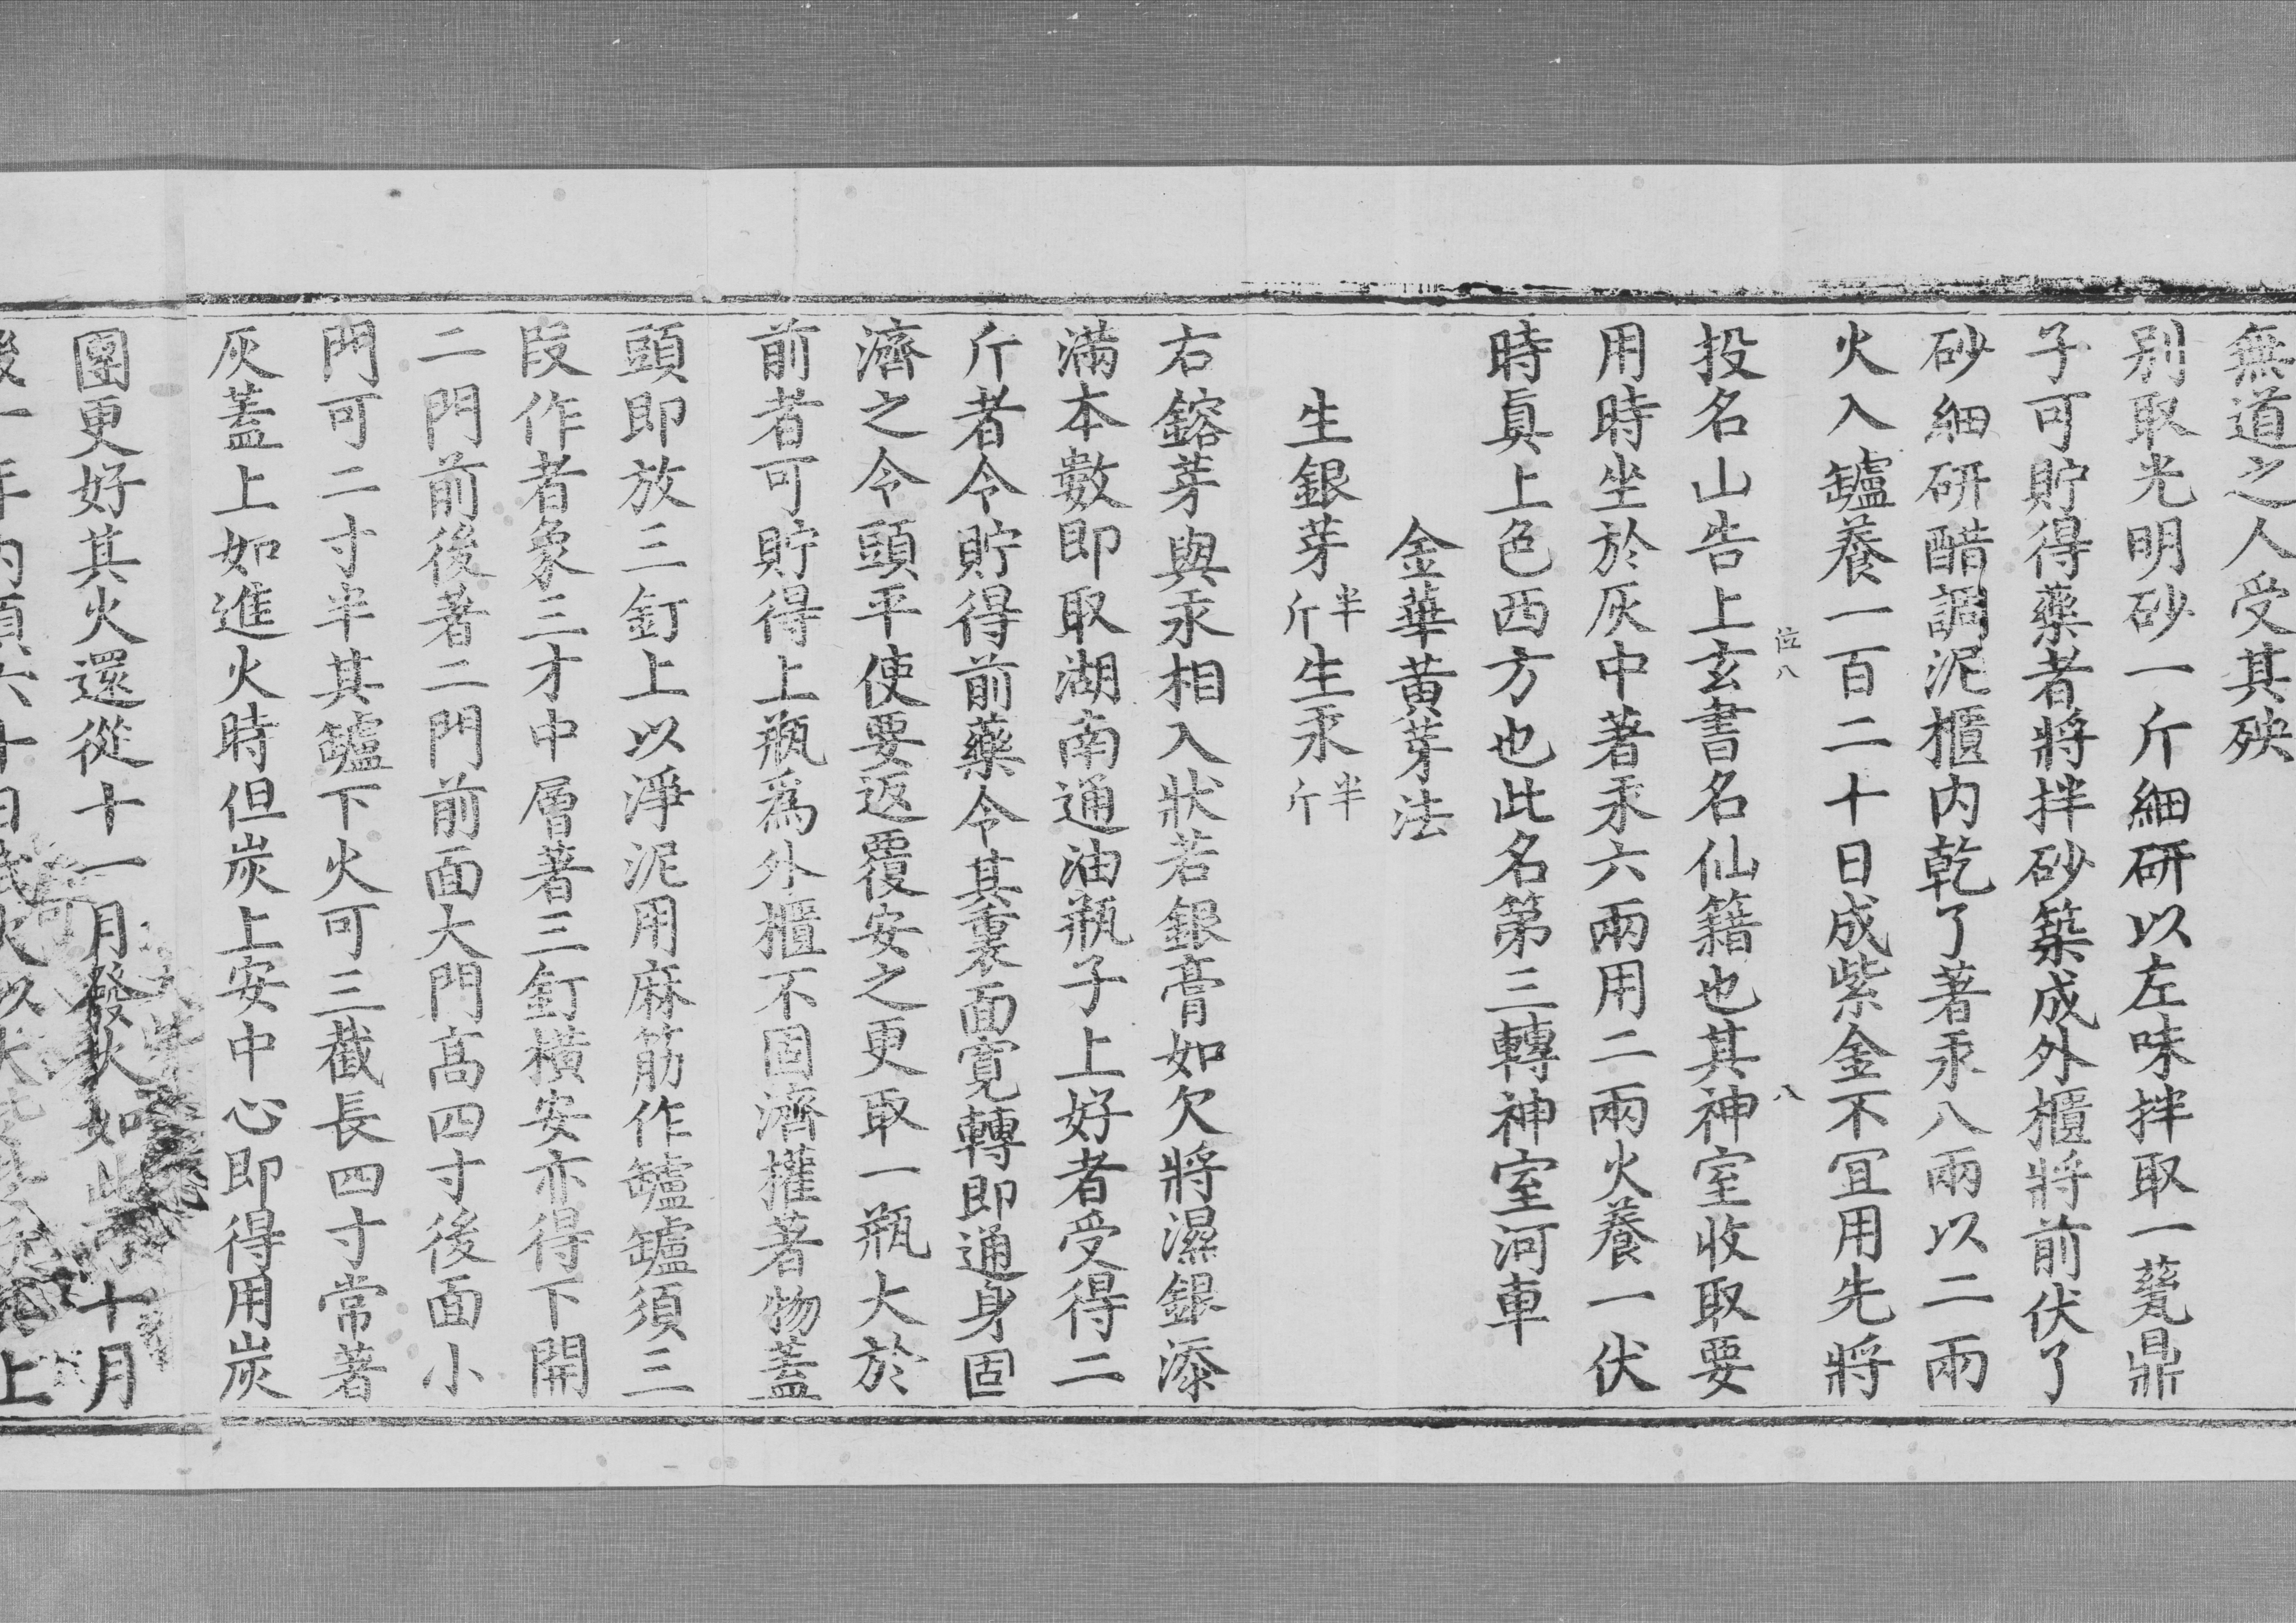 無道之人受其殃
别取光明砂一斤細研以左味拌取一甆鼎
子可貯得藥者將拌砂築成外櫃將前伏了
砂細研醋調泥櫃内乾了著汞八兩以二兩
火入鑪養一百二十日成紫金不冝用先將
八
投名山告上玄書名仙籍也其神室收取要
用時坐於灰中著汞六兩用二兩火養一伏
時真上色西方也此名第三轉神室河車
金華黄芽法
生銀芽半斤生汞半斤
右鎔芽與汞相入狀若銀膏如欠將濕銀添
滿本數即取湖南通油瓶子上好者受得二
斤者令貯得前藥令其裏面寛轉即通身固
濟之令頭平使要返覆安之更取一瓶大於
前者可貯得上瓶爲外櫃不固濟權著物蓋
頭即放三釘上以淨泥用麻筋作鑪鑪須三
段作者象三才中層著三釘横安亦得下開
二門前後著二門前面大門髙四寸後面小
門可二寸半其鑪下火可三截長四寸常著
灰蓋上如進火時但炭上安中心即得用炭
團更好其火還從十一月發火如此十月